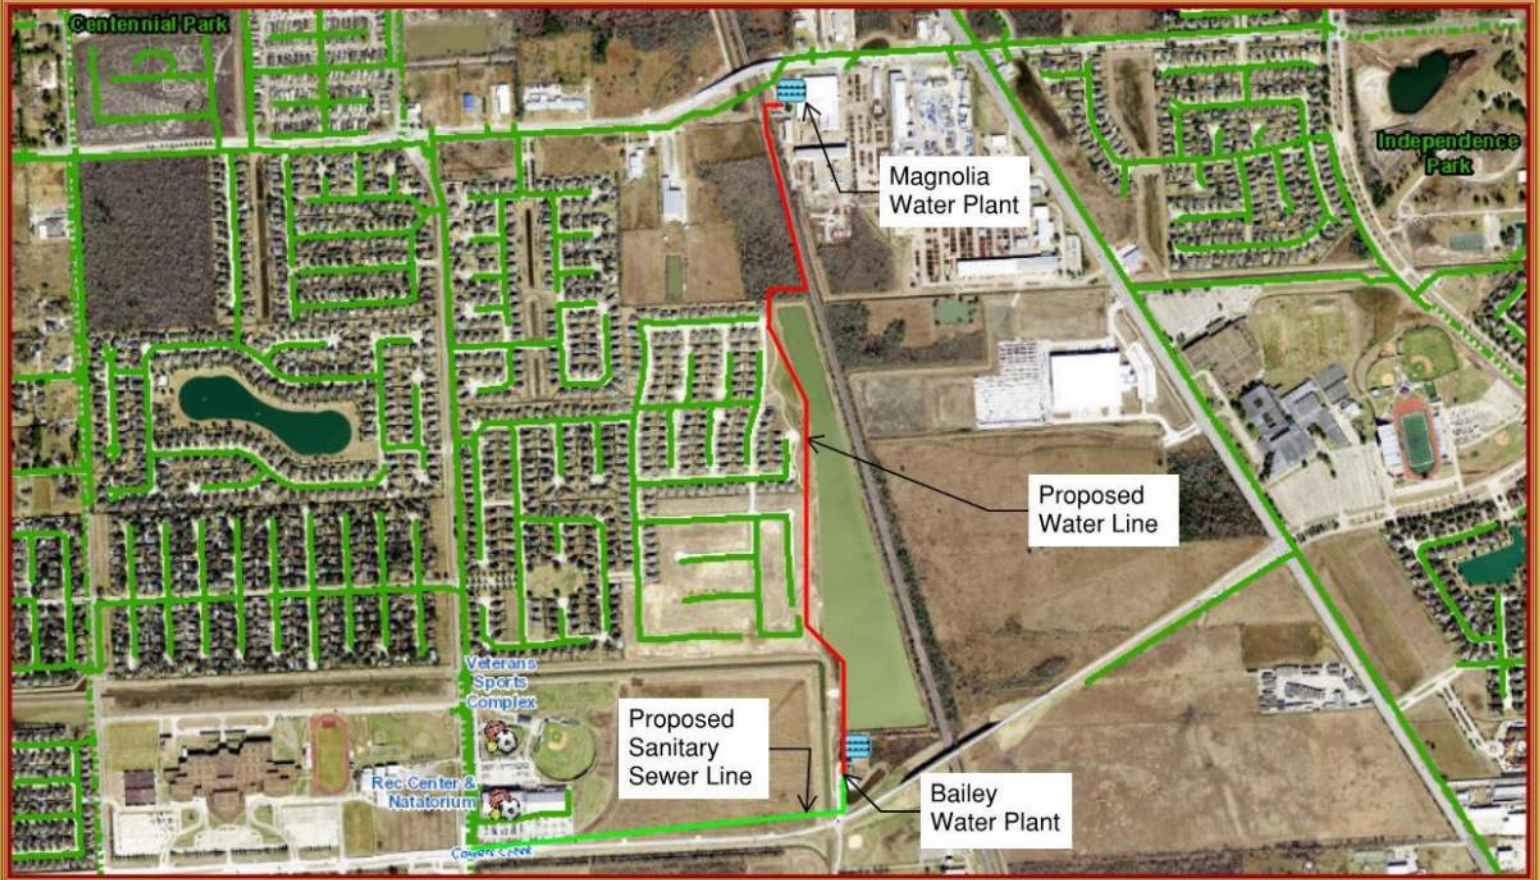 Centennial Park
Independence
Park
Magnolia
Water Plant
Proposed
Water Line
Veterans
Sports
Complex
Proposed
Sanitary
Sewer Line
Rec Center &
Natatorium
Bailey
Water Plant